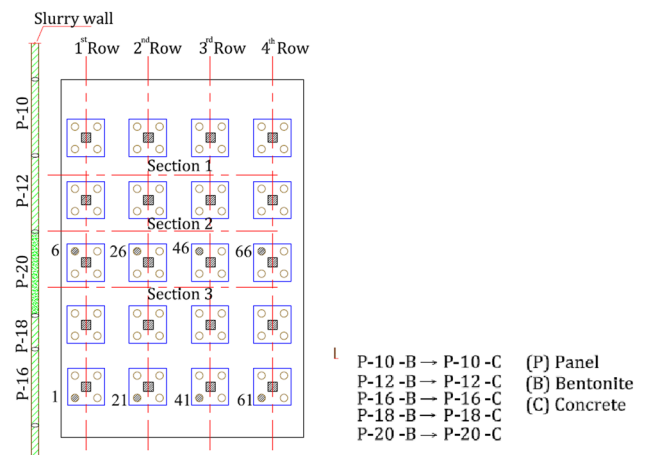 Slurry wall
1st Row 2nd Row 3rd Row 4th Row
P-10
Section 1
P-12
Section 2
6 26 46 66
P-20
Section 3
P-18
P-16
1 21 41 61
P-10 -B → P-10 -C (P) Panel
P-12 -B → P-12 -C (B) Bentonite
P-16 -B → P-16 -C (C) Concrete
P-18 -B → P-18 -C
P-20 -B → P-20 -C